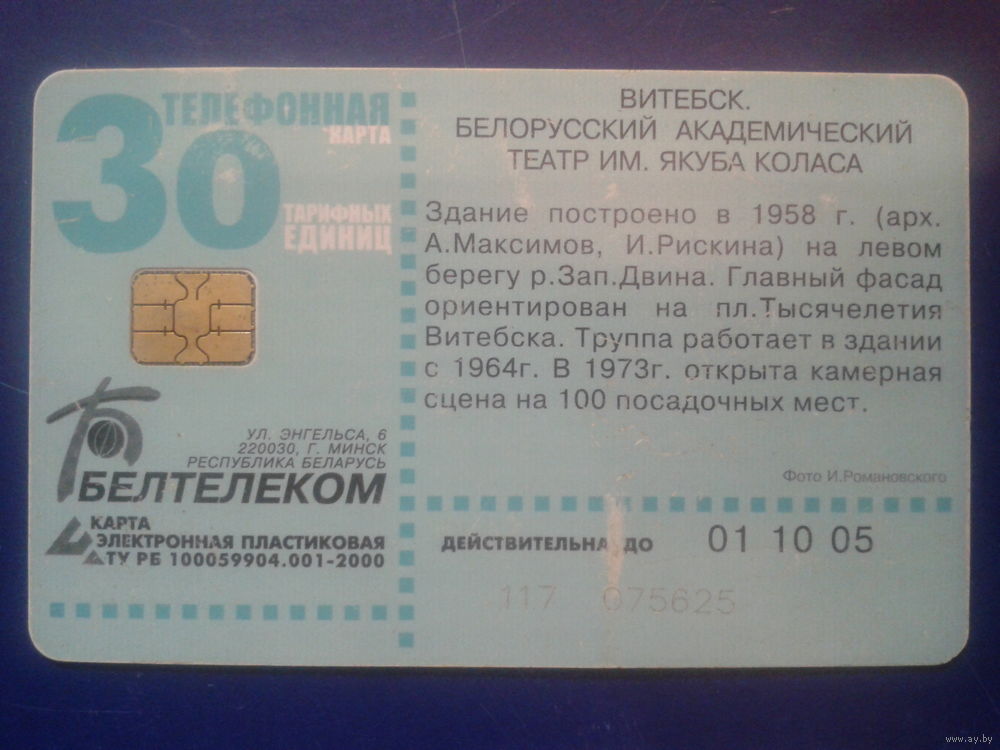 30
ТЕЛЕФОННАЯ
КАРТА
ТАРИФНЫХ
ЕДИНИЦ
УЛ. ЭНГЕЛЬСА, 6
220030, Г. МИНСК
РЕСПУБЛИКА БЕЛАРУСЬ
БЕЛТЕЛЕКОМ
КАРТА
ЭЛЕКТРОННАЯ ПЛАСТИКОВАЯ
ТУ РБ 100059904.001-2000
ВИТЕБСК.
БЕЛОРУССКИЙ АКАДЕМИЧЕСКИЙ
ТЕАТР ИМ. ЯКУБА КОЛАСА
Здание построено в 1958 г. (арх.
А.Максимов, И.Рискина) на левом
берегу р.Зап.Двина. Главный фасад
ориентирован на пл.Тысячелетия
Витебска. Труппа работает в здании
с 1964г. В 1973г. открыта камерная
сцена на 100 посадочных мест.
Фото И.Романовского
ДЕЙСТВИТЕЛЬНА ДО 01 10 05
117 075625
www.ay.by